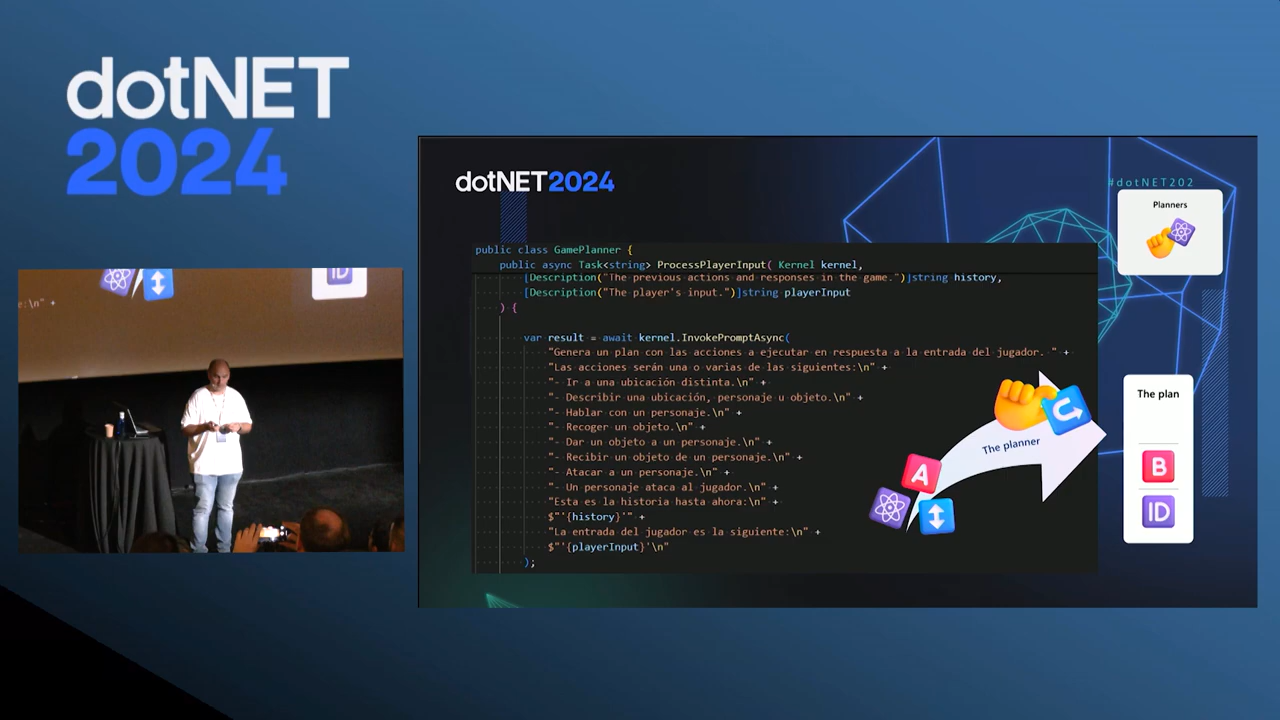 dotNET
2024
dotNET2024
#dotNET202
Planners
public class GamePlanner {
public async Task<string> ProcessPlayerInput( Kernel kernel,
[Description("The previous actions and responses in the game.")]string history,
[Description("The player's input.")]string playerInput
) {
var result = await kernel.InvokePromptAsync(
"Genera un plan con las acciones a ejecutar en respuesta a la entrada del jugador. " +
"Las acciones serán una o varias de las siguientes:\n" +
"- Ir a una ubicación distinta.\n" +
"- Describir una ubicación, personaje u objeto.\n" +
"- Hablar con un personaje.\n" +
"- Recoger un objeto.\n" +
"- Dar un objeto a un personaje.\n" +
"- Recibir un objeto de un personaje.\n" +
"- Atacar a un personaje.\n" +
"- Un personaje ataca al jugador.\n" +
"Esta es la historia hasta ahora:\n" +
$"'{history}'" +
"La entrada del jugador es la siguiente:\n" +
$"'{playerInput}'\n"
);
The planner
A
The plan
B
ID
e:\n" +
ID